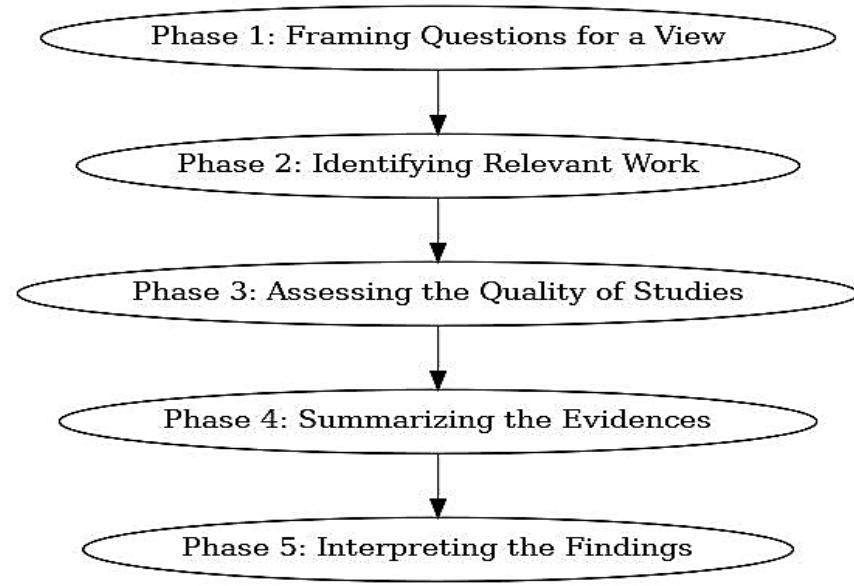 Phase 1: Framing Questions for a View
Phase 2: Identifying Relevant Work
Phase 3: Assessing the Quality of Studies
Phase 4: Summarizing the Evidences
Phase 5: Interpreting the Findings